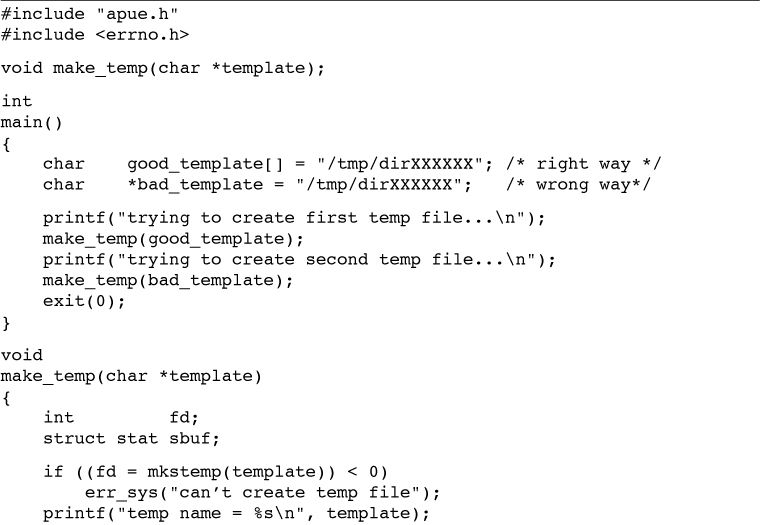 #include "apue.h"
#include <errno.h>
void make_temp(char *template);
int
main()
{
    char    good_template[] = "/tmp/dirXXXXXX"; /* right way */
    char    *bad_template = "/tmp/dirXXXXXX";   /* wrong way*/
    printf("trying to create first temp file...\n");
    make_temp(good_template);
    printf("trying to create second temp file...\n");
    make_temp(bad_template);
    exit(0);
}
void
make_temp(char *template)
{
    int         fd;
    struct stat sbuf;
    if ((fd = mkstemp(template)) < 0)
        err_sys("can’t create temp file");
    printf("temp name = %s\n", template);